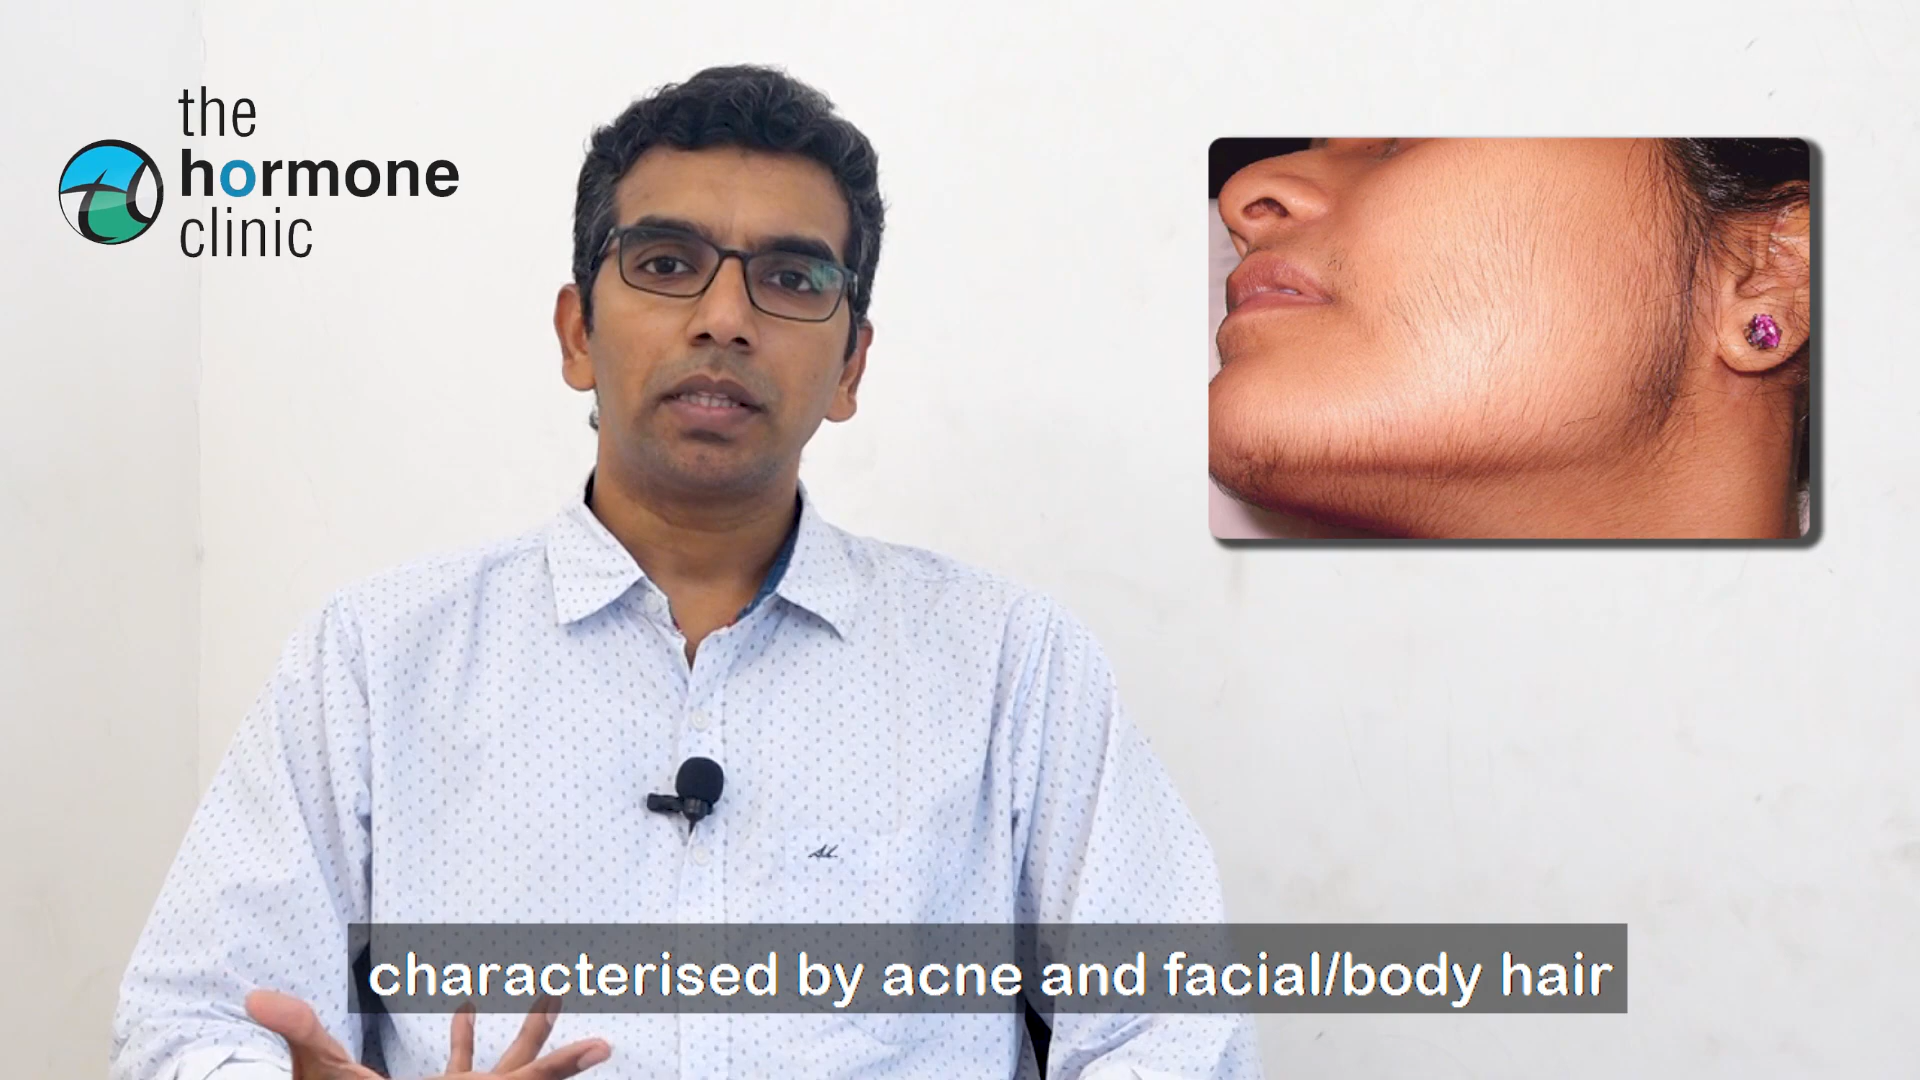 the
hormone
clinic
characterised by acne and facial/body hair